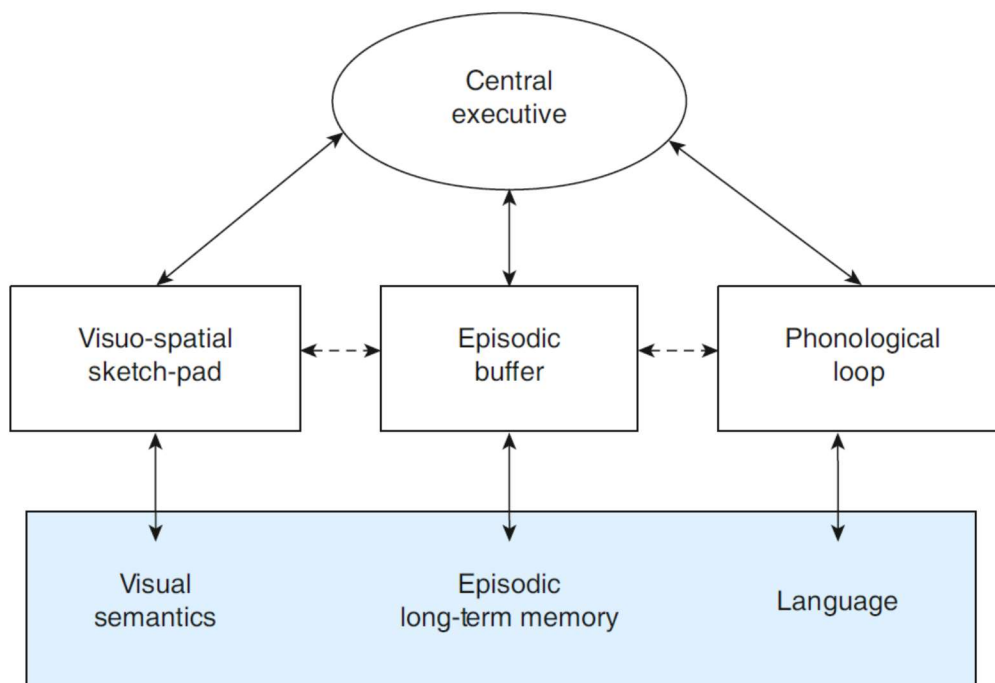 Central
executive
Visuo-spatial
sketch-pad
Episodic
buffer
Phonological
loop
Visual
semantics
Episodic
long-term memory
Language